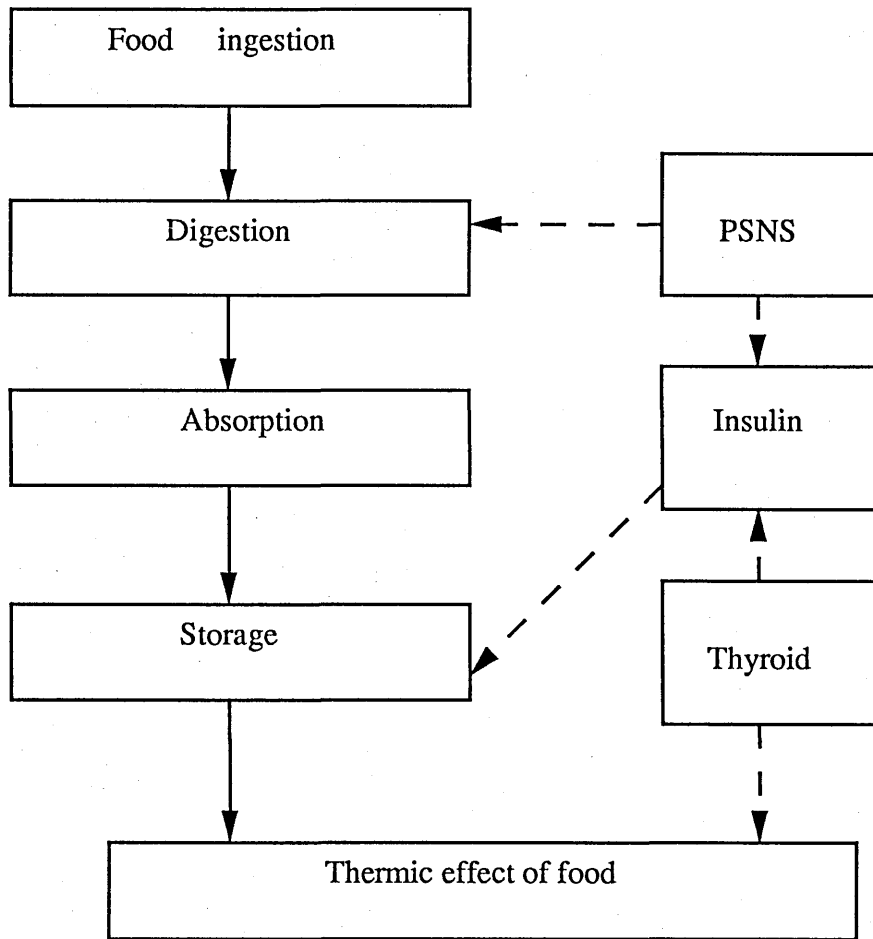 Food ingestion
Digestion
PSNS
Absorption
Insulin
Storage
Thyroid
Thermic effect of food